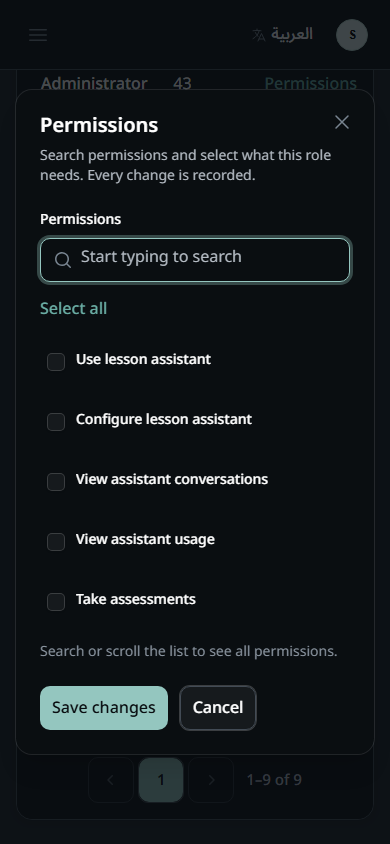 العربية
S
Administrator 43 Permissions
Permissions
Search permissions and select what this role
needs. Every change is recorded.
Permissions
Start typing to search
Select all
Use lesson assistant
Configure lesson assistant
View assistant conversations
View assistant usage
Take assessments
Search or scroll the list to see all permissions.
Save changes Cancel
1 1–9 of 9